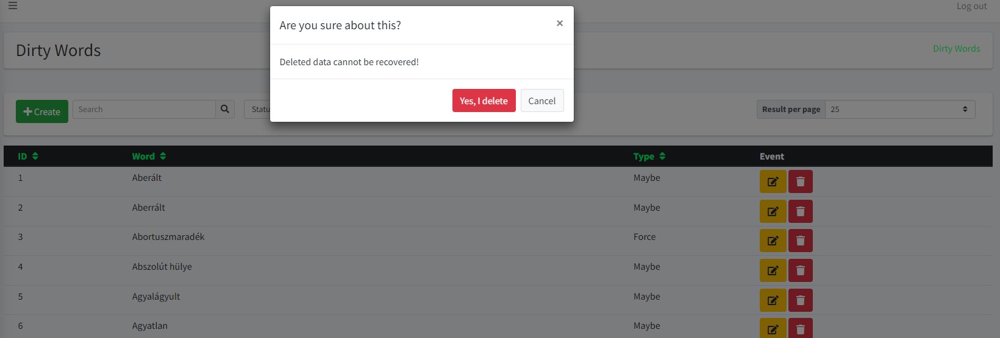 Log out
Are you sure about this?
×
Dirty Words
Dirty Words
Deleted data cannot be recovered!
Yes, I delete
Cancel
Create
Search
Statu
Result per page
25
ID
Word
Type
Event
1
Aberált
Maybe
2
Aberrált
Maybe
3
Abortuszmaradék
Force
4
Abszolút hülye
Maybe
5
Agyalágyult
Maybe
6
Agyatlan
Maybe